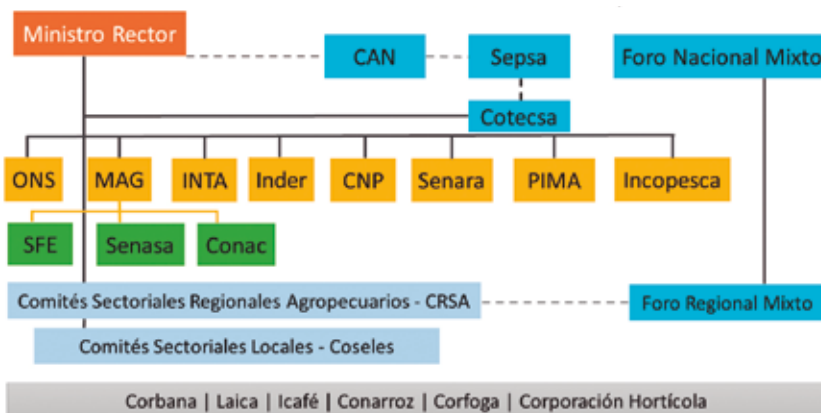 Ministro Rector
CAN
Sepsa
Foro Nacional Mixto
Cotecsa
ONS
MAG
INTA
Inder
CNP
Senara
PIMA
Incopesca
SFE
Senasa
Conac
Comités Sectoriales Regionales Agropecuarios - CRSA
Foro Regional Mixto
Comités Sectoriales Locales - Coseles
Corbana | Laica | Icafé | Conarroz | Corfoga | Corporación Hortícola